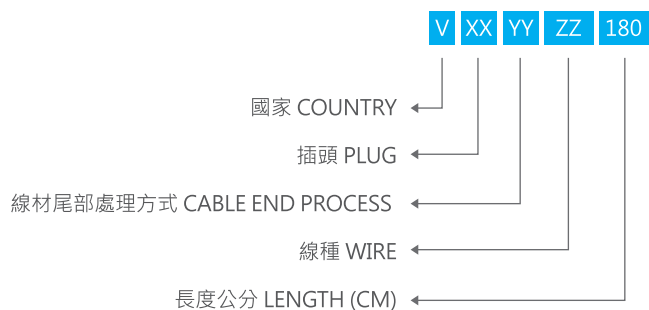 V XX YY ZZ 180
國家 COUNTRY
插頭 PLUG
線材尾部處理方式 CABLE END PROCESS
線種 WIRE
長度公分 LENGTH (CM)